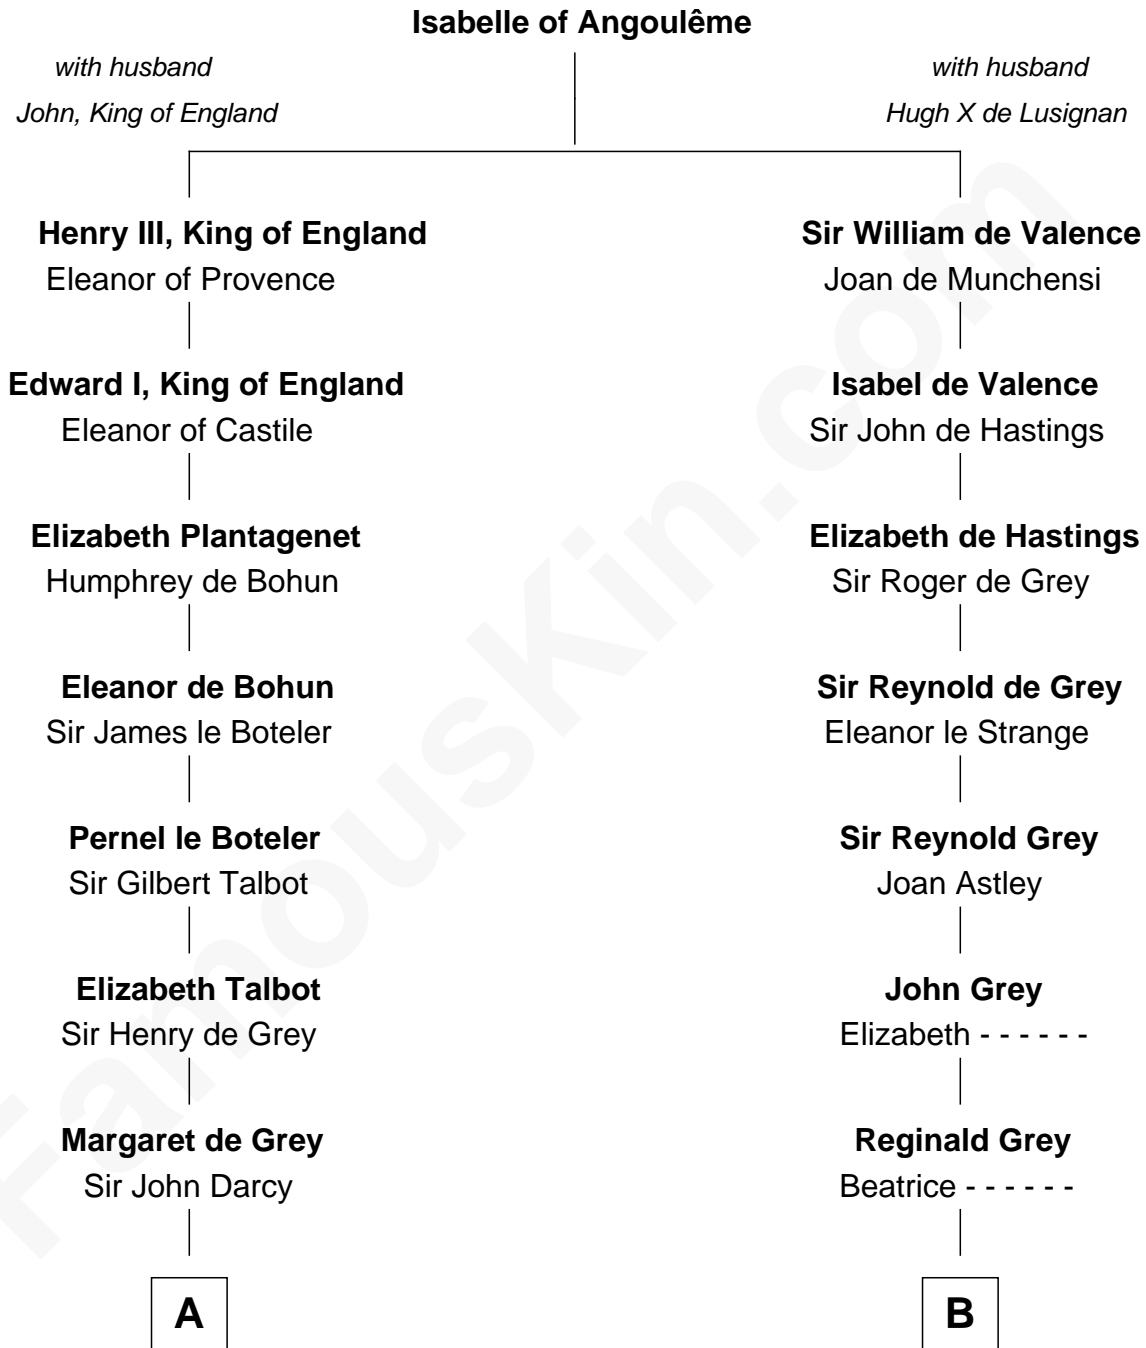 Isabelle of Angoulême
with husband
John, King of England
with husband
Hugh X de Lusignan
Henry III, King of England
Eleanor of Provence
Sir William de Valence
Joan de Munchensi
Edward I, King of England
Eleanor of Castile
Isabel de Valence
Sir John de Hastings
Elizabeth Plantagenet
Humphrey de Bohun
Elizabeth de Hastings
Sir Roger de Grey
Eleanor de Bohun
Sir James le Boteler
Sir Reynold de Grey
Eleanor le Strange
Pernel le Boteler
Sir Gilbert Talbot
Sir Reynold Grey
Joan Astley
Elizabeth Talbot
Sir Henry de Grey
John Grey
Elizabeth - - - - - -
Margaret de Grey
Sir John Darcy
Reginald Grey
Beatrice - - - - - -
A
B
FamousKin.com